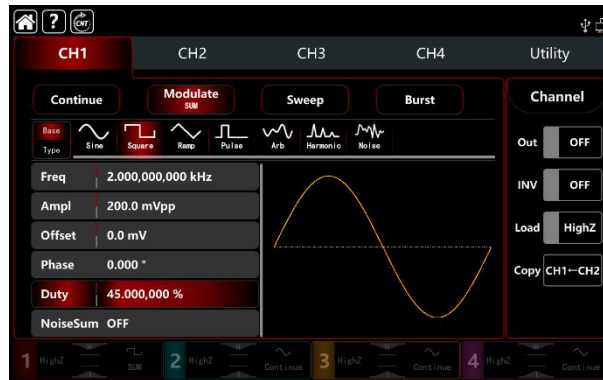 ? CNT
CH1 CH2 CH3 CH4 Utility
Continue Modulate Sweep Burst Channel
SUM
Base
Type Sine Square Ramp Pulse Arb Harmonic Noise
Out OFF
Freq 2.000,000,000 kHz
INV OFF
Ampl 200.0 mVpp
Offset 0.0 mV
Load HighZ
Phase 0.000 °
Copy CH1←CH2
Duty 45.000,000 %
NoiseSum OFF
1 HighZ SUM 2 HighZ Continue 3 HighZ Continue 4 HighZ Continue